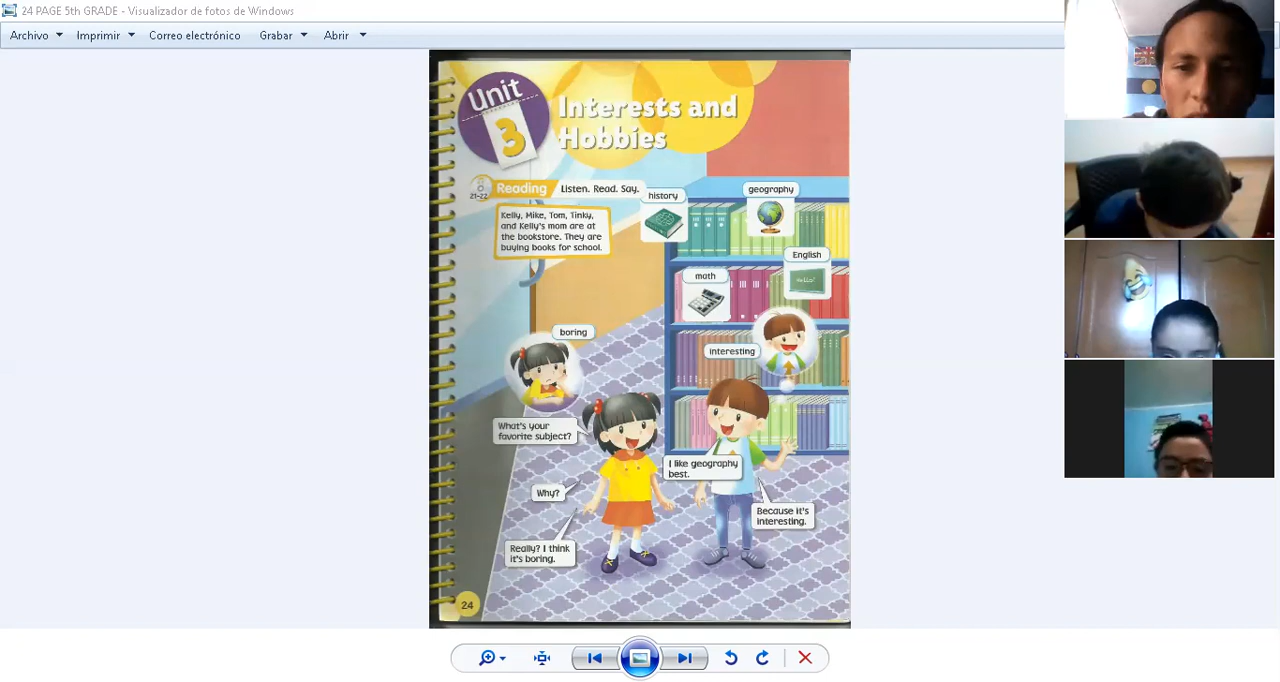 24 PAGE 5th GRADE - Visualizador de fotos de Windows
Archivo Imprimir Correo electrónico Grabar Abrir
Unit
3
Interests and
Hobbies
21-22
Reading Listen. Read. Say.
Kelly, Mike, Tom, Tinky,
and Kelly's mom are at
the bookstore. They are
buying books for school.
history
geography
math
English
boring
interesting
What's your
favorite subject?
I like geography
best.
Why?
Because it's
interesting.
Really? I think
it's boring.
24